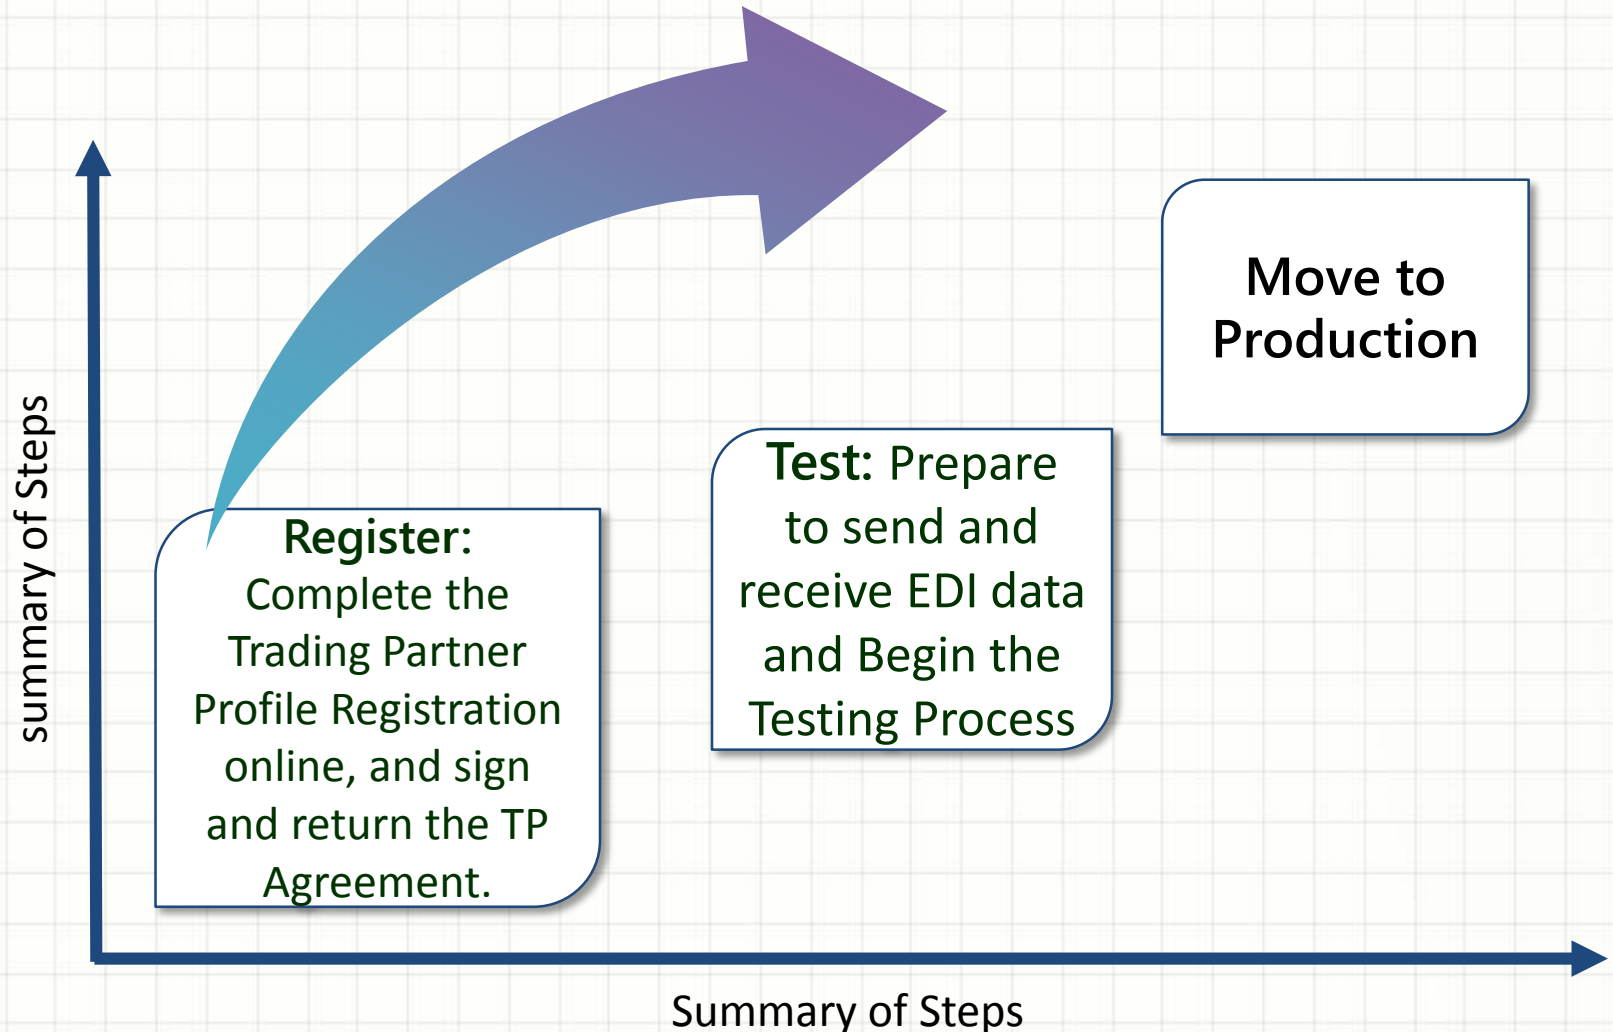 summary of Steps
Register:
Complete the
Trading Partner
Profile Registration
online, and sign
and return the TP
Agreement.
Test: Prepare
to send and
receive EDI data
and Begin the
Testing Process
Move to
Production
Summary of Steps